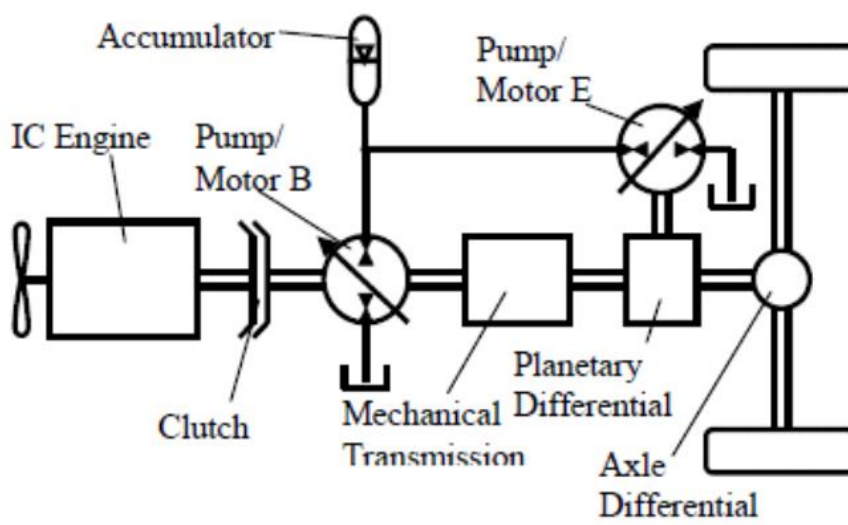 Accumulator
Pump/
Motor E
IC Engine
Pump/
Motor B
Clutch
Mechanical
Transmission
Planetary
Differential
Axle
Differential